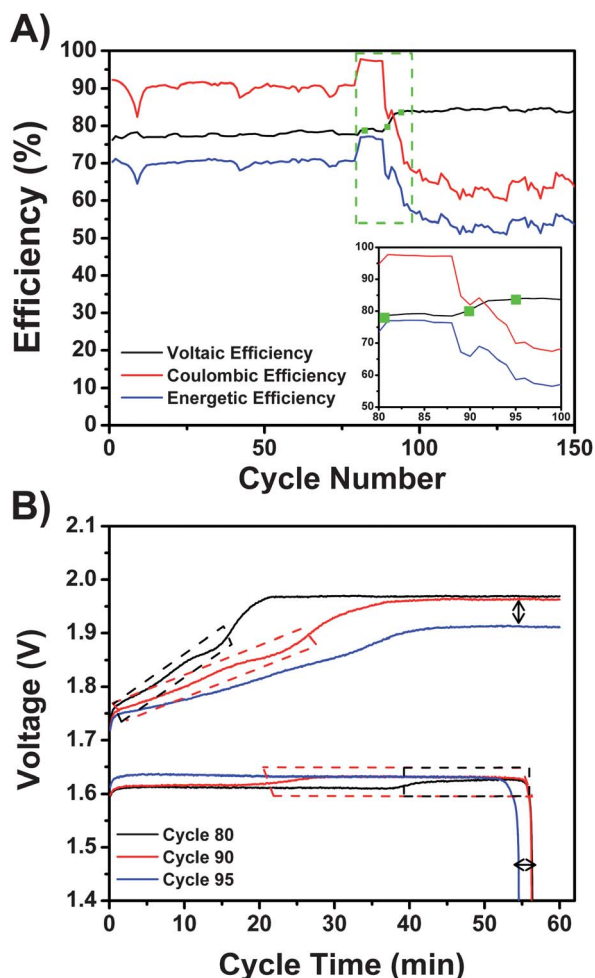 A)
100
90
80
70
60
50
40
30
20
10
0
Efficiency (%)
Voltaic Efficiency
Coulombic Efficiency
Energetic Efficiency
100
90
80
70
60
50
80 85 90 95 100
0 50 100 150
Cycle Number
B)
2.1
2.0
1.9
1.8
1.7
1.6
1.5
1.4
Voltage (V)
Cycle 80
Cycle 90
Cycle 95
0 10 20 30 40 50 60
Cycle Time (min)